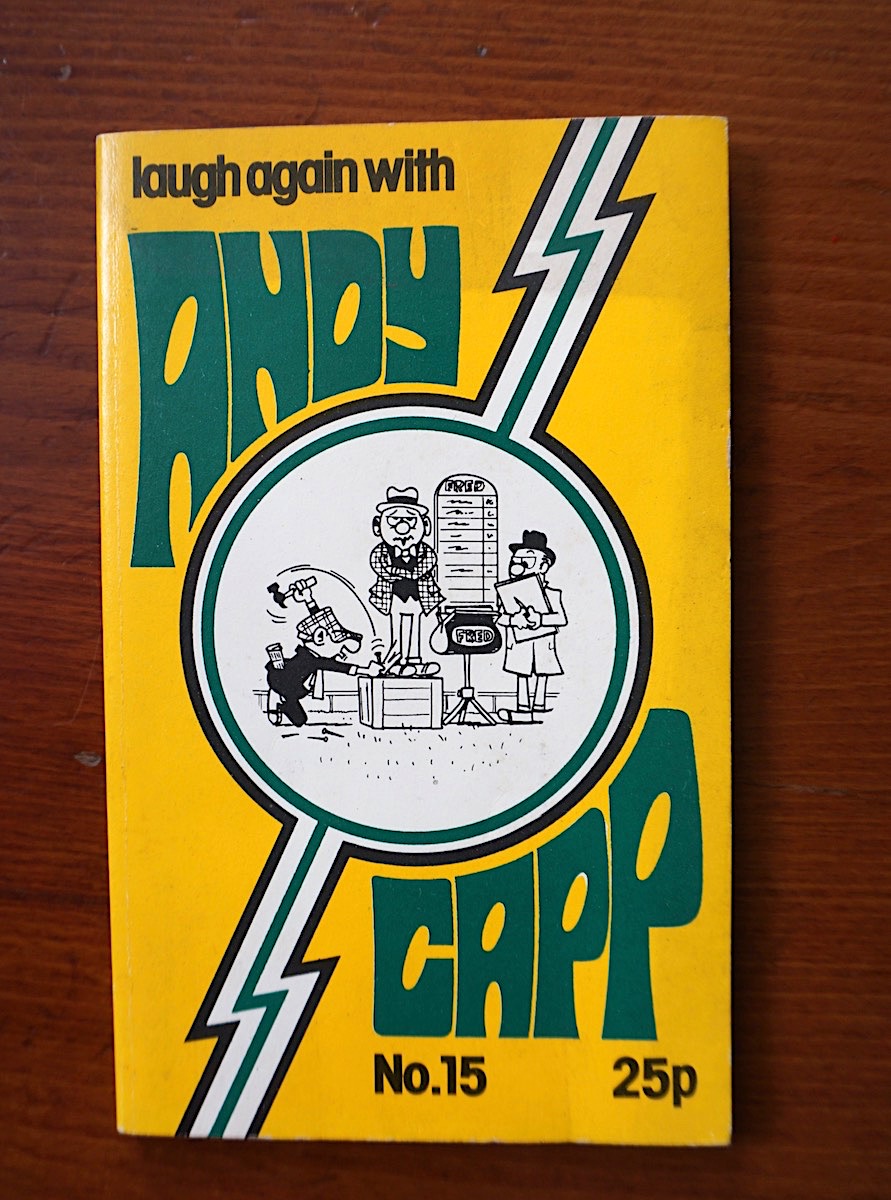 laugh again with
ANDY
FRED
FRED
CAPP
No.15 25p